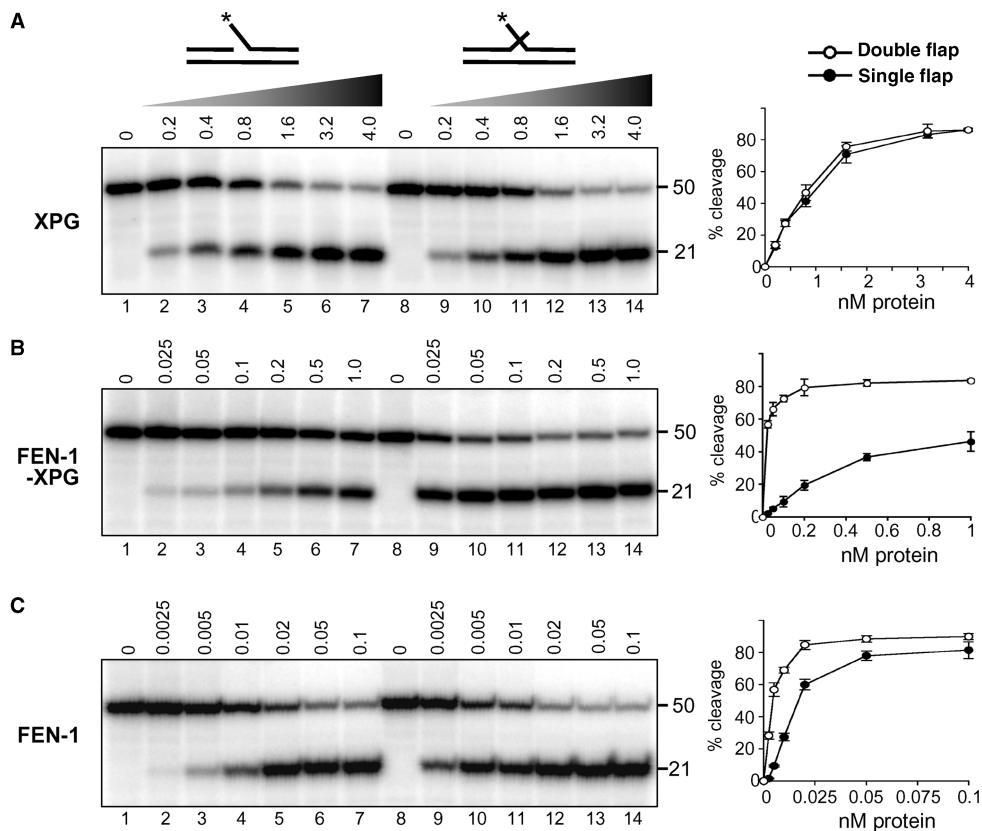 A
*
*
Double flap
Single flap
0 0.2 0.4 0.8 1.6 3.2 4.0 0 0.2 0.4 0.8 1.6 3.2 4.0
XPG
50
21
1 2 3 4 5 6 7 8 9 10 11 12 13 14
% cleavage
80
60
40
20
0
0 1 2 3 4
nM protein
B
0 0.025 0.05 0.1 0.2 0.5 1.0 0 0.025 0.05 0.1 0.2 0.5 1.0
FEN-1
-XPG
50
21
1 2 3 4 5 6 7 8 9 10 11 12 13 14
% cleavage
80
60
40
20
0
0 0.2 0.4 0.6 0.8 1
nM protein
C
0 0.0025 0.005 0.01 0.02 0.05 0.1 0 0.0025 0.005 0.01 0.02 0.05 0.1
FEN-1
50
21
1 2 3 4 5 6 7 8 9 10 11 12 13 14
% cleavage
80
60
40
20
0
0 0.025 0.05 0.075 0.1
nM protein